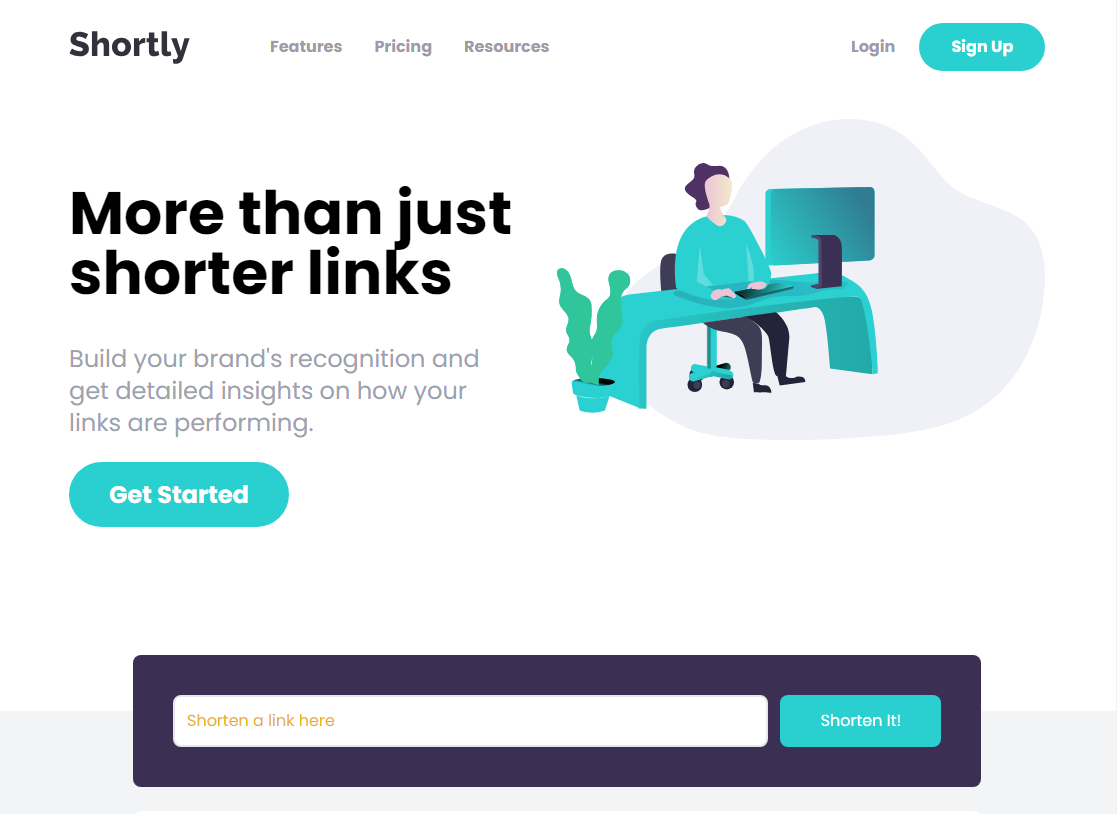 Shortly
Features Pricing Resources
Login
Sign Up
More than just
shorter links
Build your brand's recognition and
get detailed insights on how your
links are performing.
Get Started
Shorten a link here
Shorten It!